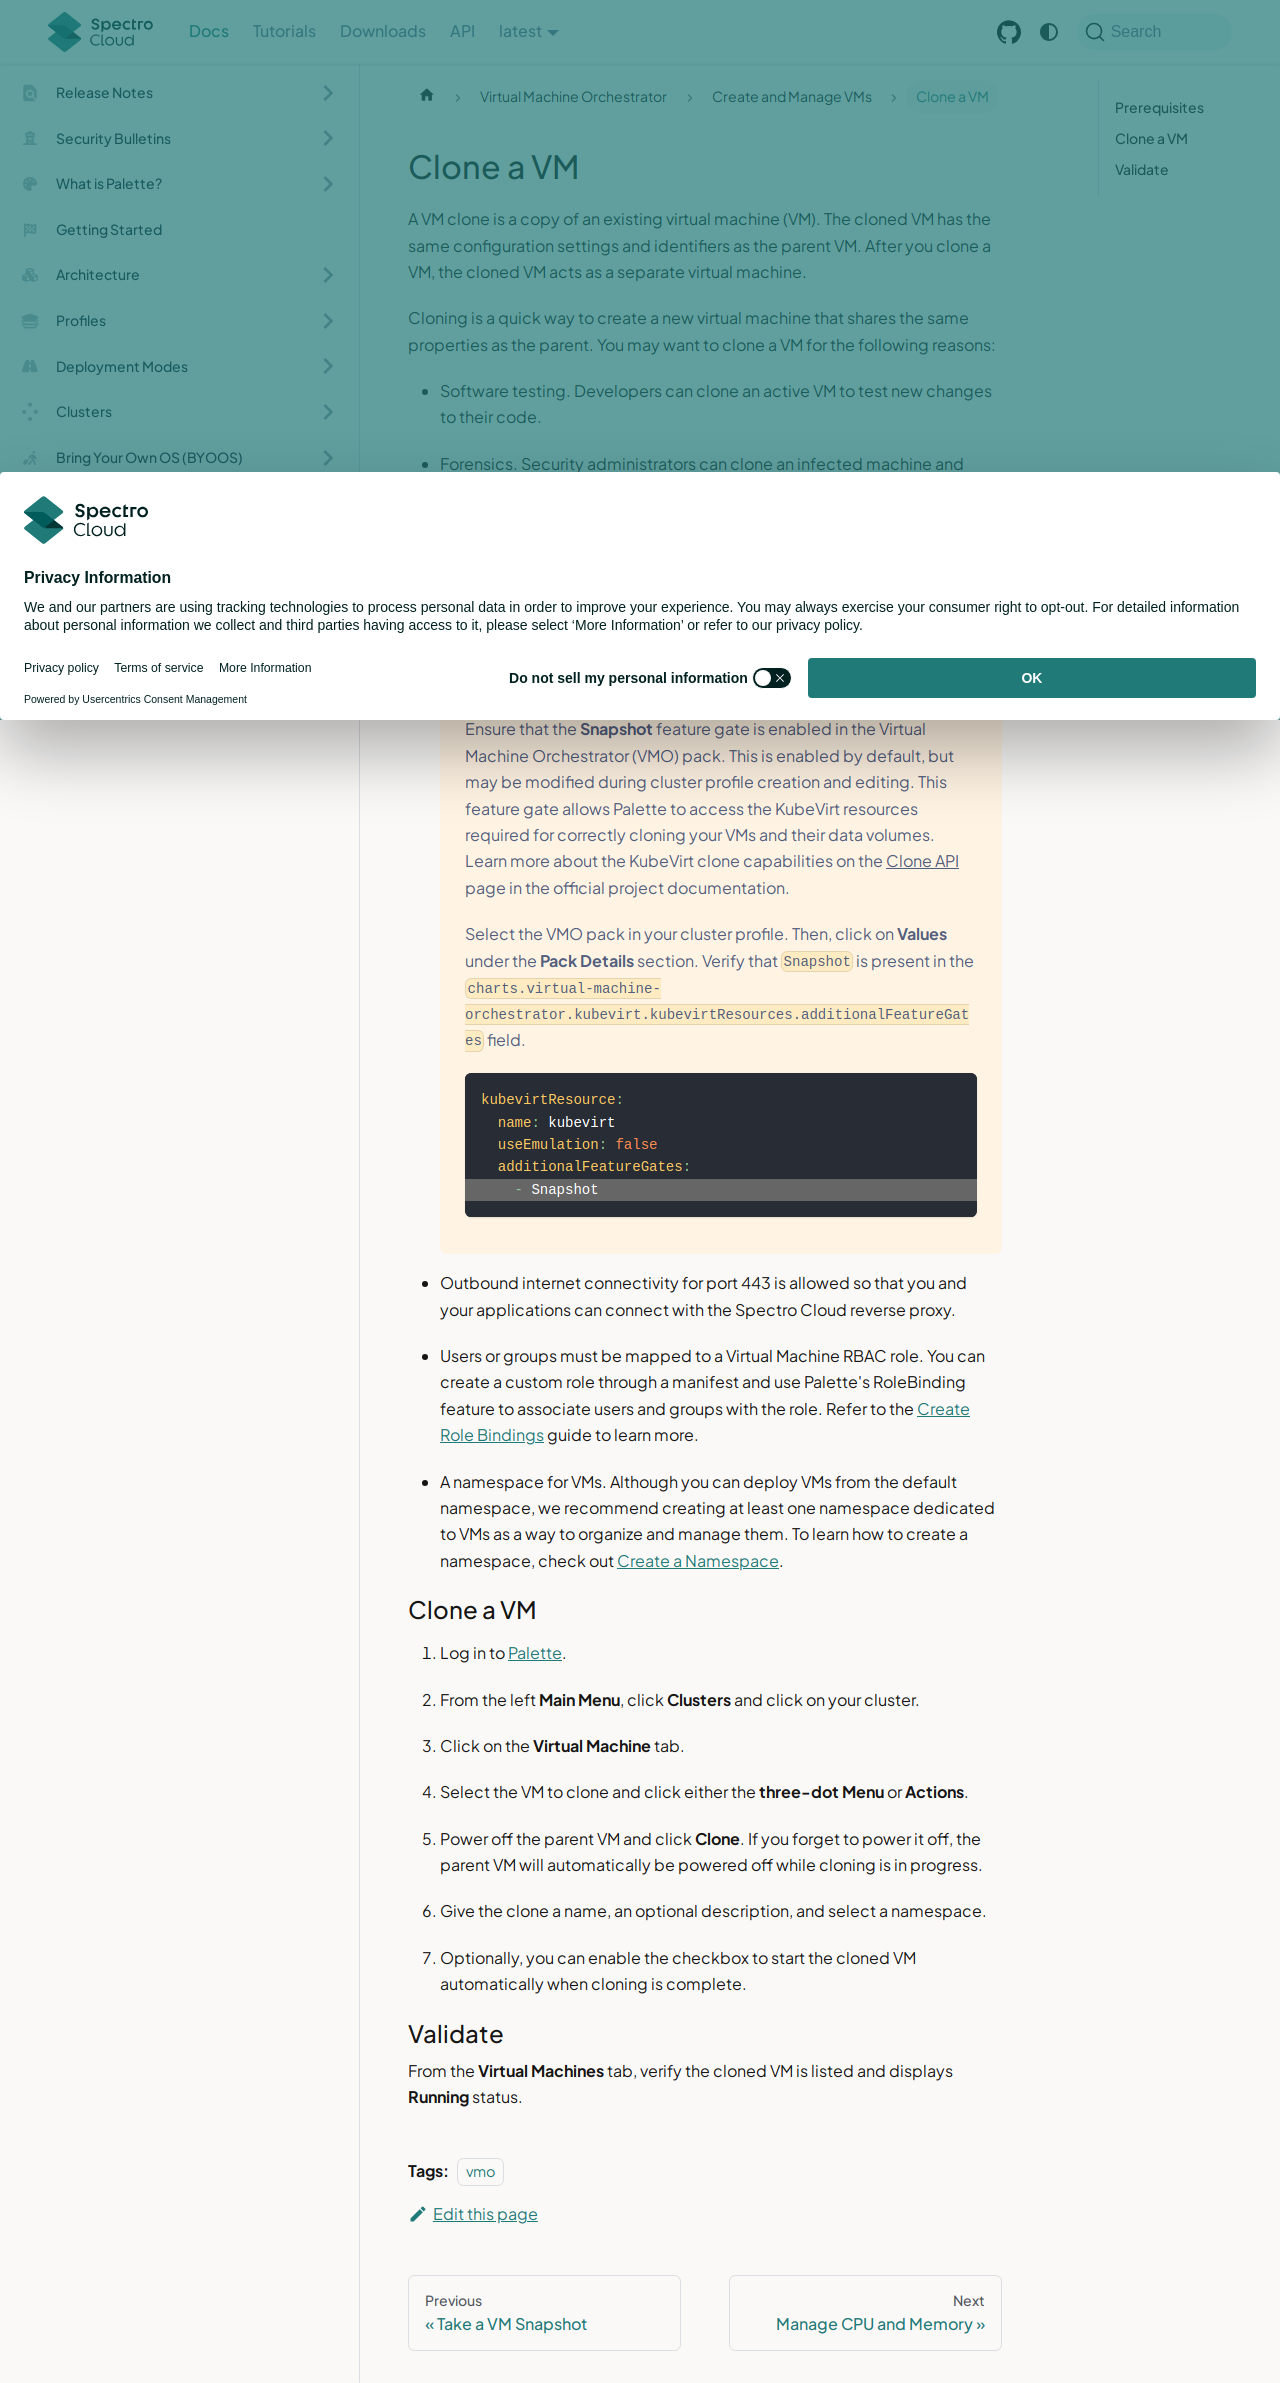 Spectro Cloud
Docs
Tutorials
Downloads
API
latest
Search
Release Notes
Security Bulletins
What is Palette?
Getting Started
Architecture
Profiles
Deployment Modes
Clusters
Bring Your Own OS (BYOOS)
Virtual Machine Orchestrator
Create and Manage VMs
Clone a VM
Prerequisites
Clone a VM
Validate
Clone a VM
A VM clone is a copy of an existing virtual machine (VM). The cloned VM has the
same configuration settings and identifiers as the parent VM. After you clone a
VM, the cloned VM acts as a separate virtual machine.
Cloning is a quick way to create a new virtual machine that shares the same
properties as the parent. You may want to clone a VM for the following reasons:
Software testing. Developers can clone an active VM to test new changes
to their code.
Forensics. Security administrators can clone an infected machine and
Spectro Cloud
Privacy Information
We and our partners are using tracking technologies to process personal data in order to improve your experience. You may always exercise your consumer right to opt-out. For detailed information
about personal information we collect and third parties having access to it, please select ‘More Information’ or refer to our privacy policy.
Privacy policy
Terms of service
More Information
Powered by Usercentrics Consent Management
Do not sell my personal information
OK
Ensure that the Snapshot feature gate is enabled in the Virtual
Machine Orchestrator (VMO) pack. This is enabled by default, but
may be modified during cluster profile creation and editing. This
feature gate allows Palette to access the KubeVirt resources
required for correctly cloning your VMs and their data volumes.
Learn more about the KubeVirt clone capabilities on the Clone API
page in the official project documentation.
Select the VMO pack in your cluster profile. Then, click on Values
under the Pack Details section. Verify that Snapshot is present in the
charts.virtual-machine-
orchestrator.kubevirt.kubevirtResources.additionalFeatureGat
es field.
kubevirtResource:
name: kubevirt
useEmulation: false
additionalFeatureGates:
- Snapshot
Outbound internet connectivity for port 443 is allowed so that you and
your applications can connect with the Spectro Cloud reverse proxy.
Users or groups must be mapped to a Virtual Machine RBAC role. You can
create a custom role through a manifest and use Palette's RoleBinding
feature to associate users and groups with the role. Refer to the Create
Role Bindings guide to learn more.
A namespace for VMs. Although you can deploy VMs from the default
namespace, we recommend creating at least one namespace dedicated
to VMs as a way to organize and manage them. To learn how to create a
namespace, check out Create a Namespace.
Clone a VM
1. Log in to Palette.
2. From the left Main Menu, click Clusters and click on your cluster.
3. Click on the Virtual Machine tab.
4. Select the VM to clone and click either the three-dot Menu or Actions.
5. Power off the parent VM and click Clone. If you forget to power it off, the
parent VM will automatically be powered off while cloning is in progress.
6. Give the clone a name, an optional description, and select a namespace.
7. Optionally, you can enable the checkbox to start the cloned VM
automatically when cloning is complete.
Validate
From the Virtual Machines tab, verify the cloned VM is listed and displays
Running status.
Tags: vmo
Edit this page
Previous
« Take a VM Snapshot
Next
Manage CPU and Memory »